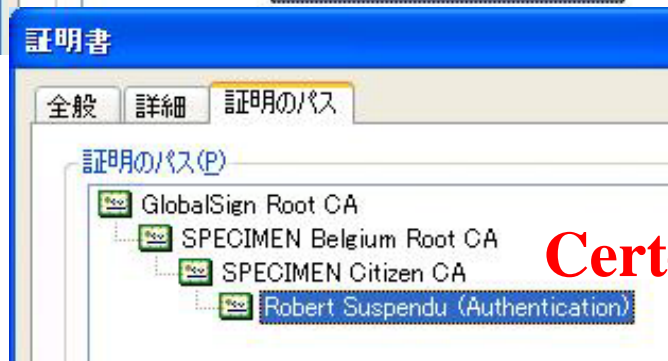 証明書
全般 詳細 証明のパス
証明のパス(P)
GlobalSign Root CA
SPECIMEN Belgium Root CA
SPECIMEN Citizen CA
Cert
Robert Suspendu (Authentication)